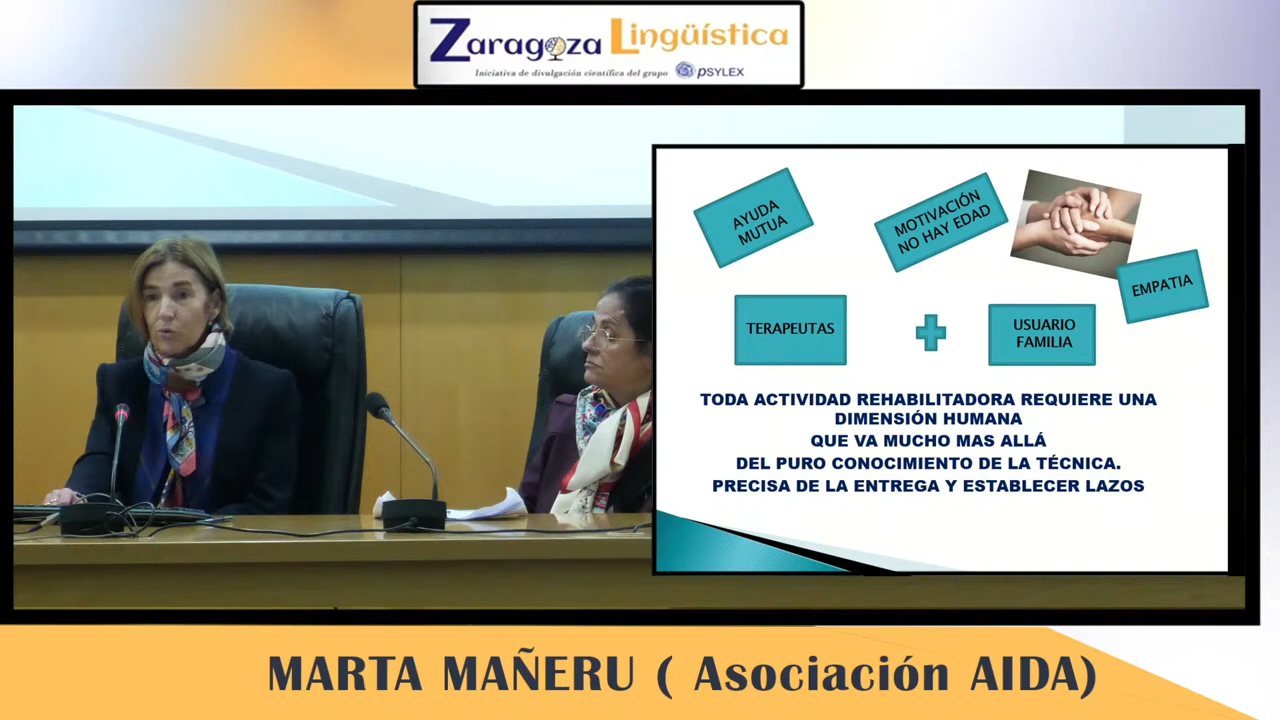 Zaragoza Lingüística
Iniciativa de divulgación científica del grupo PSYLEX
AYUDA
MUTUA
MOTIVACIÓN
NO HAY EDAD
EMPATIA
TERAPEUTAS
USUARIO
FAMILIA
TODA ACTIVIDAD REHABILITADORA REQUIERE UNA
DIMENSIÓN HUMANA
QUE VA MUCHO MAS ALLÁ
DEL PURO CONOCIMIENTO DE LA TÉCNICA.
PRECISA DE LA ENTREGA Y ESTABLECER LAZOS
MARTA MAÑERU ( Asociación AIDA)